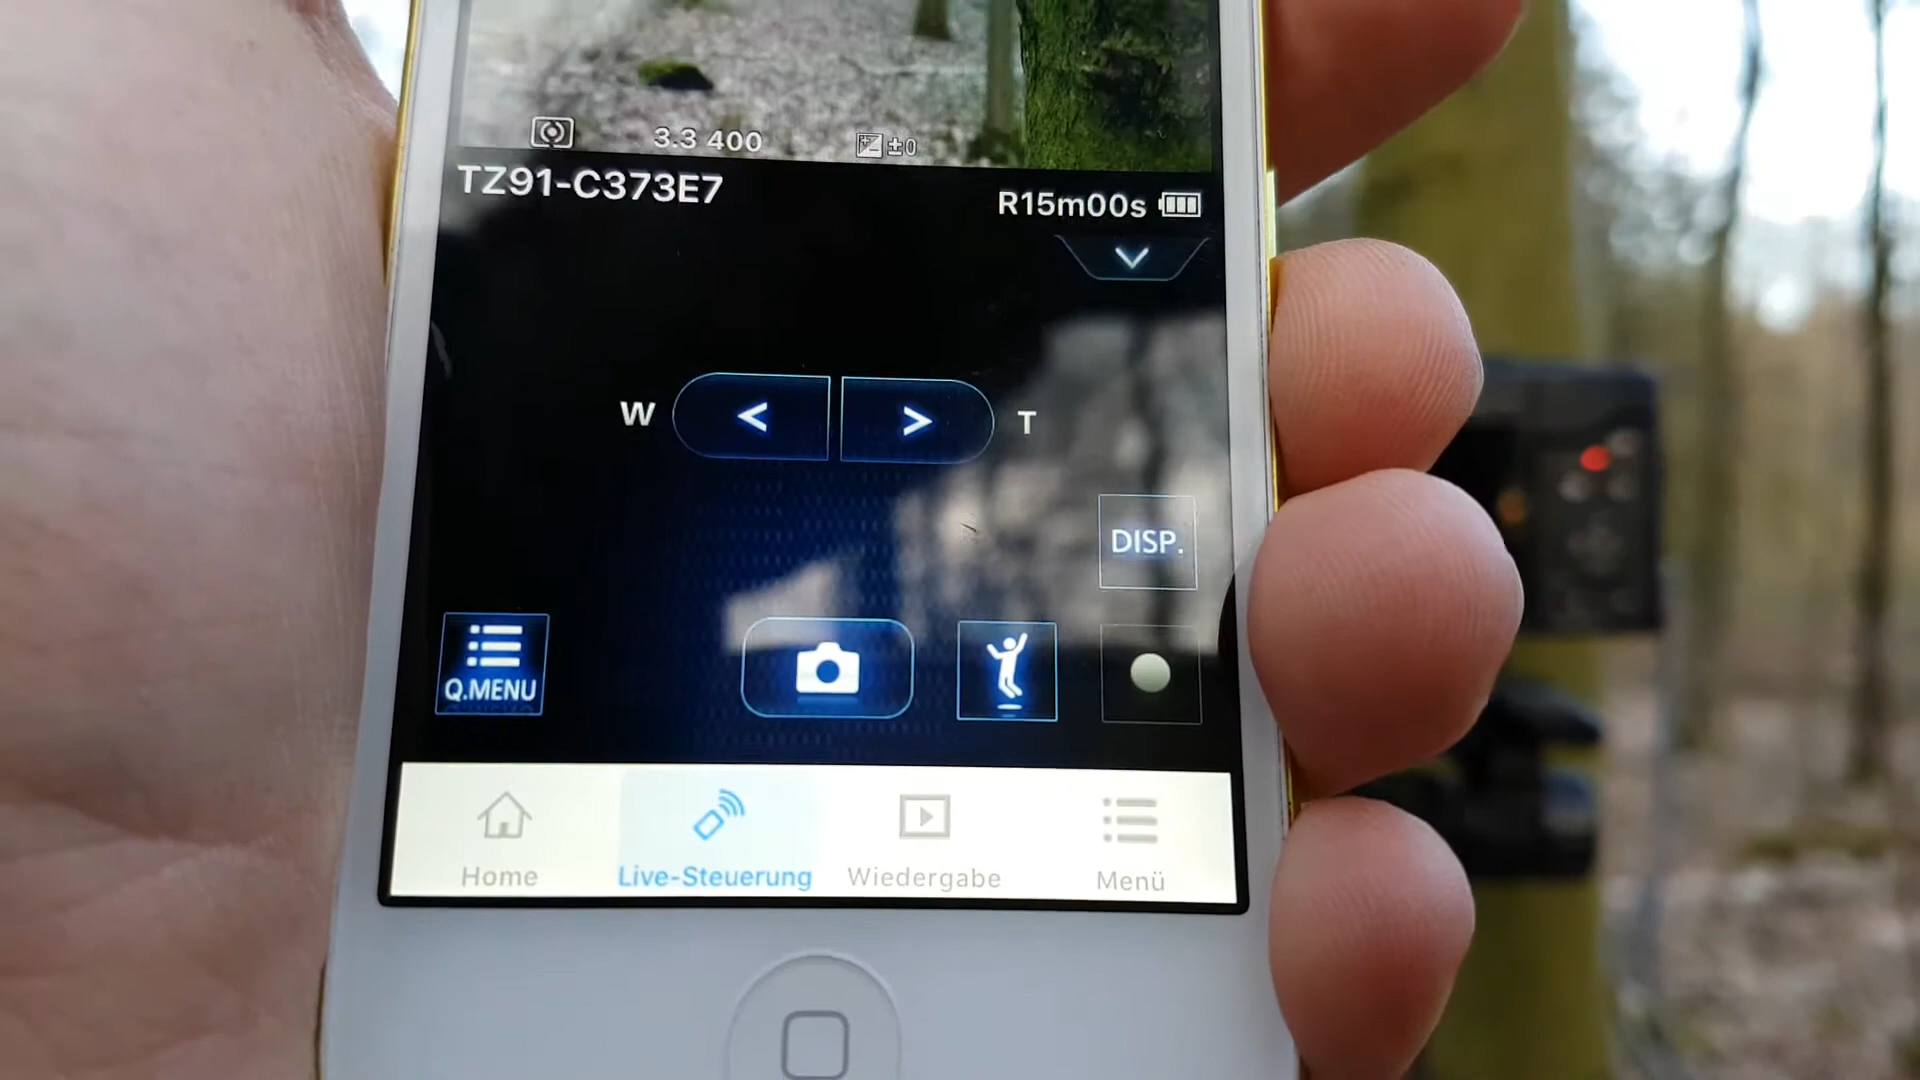 3.3 400 ±0
TZ91-C373E7
R15m00s
W < > T
DISP.
Q.MENU
Home Live-Steuerung Wiedergabe Menü